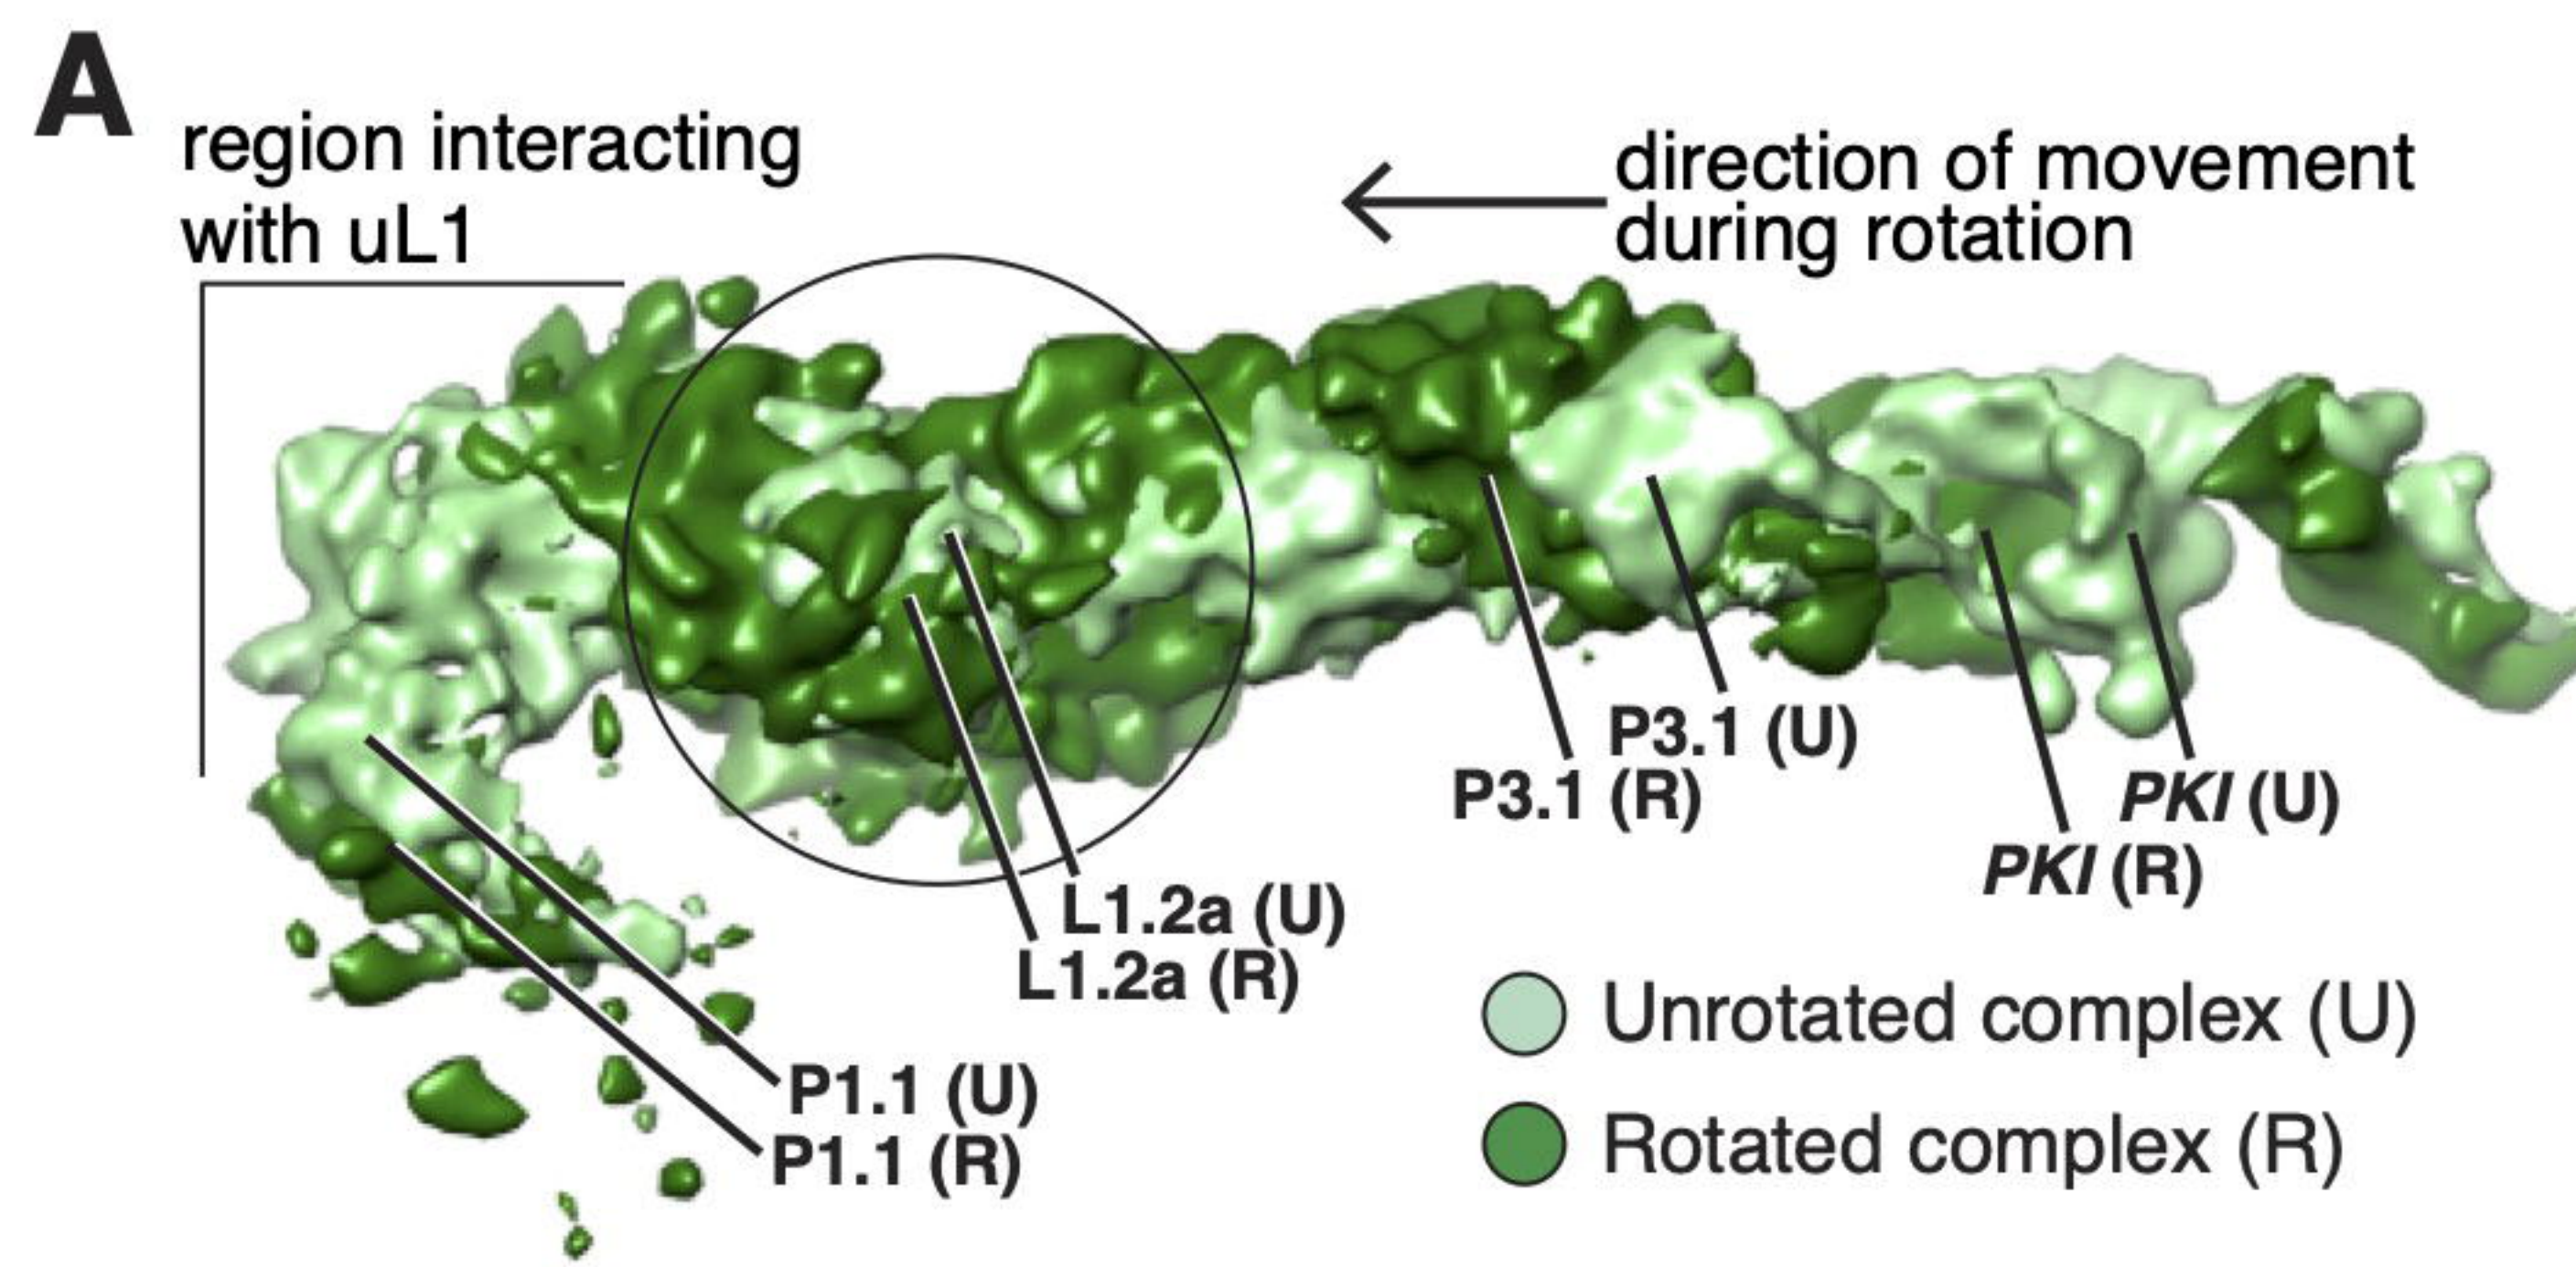 A
region interacting
with uL1
direction of movement
during rotation
P3.1 (U)
P3.1 (R)
PKI (U)
PKI (R)
L1.2a (U)
L1.2a (R)
Unrotated complex (U)
P1.1 (U)
Rotated complex (R)
P1.1 (R)